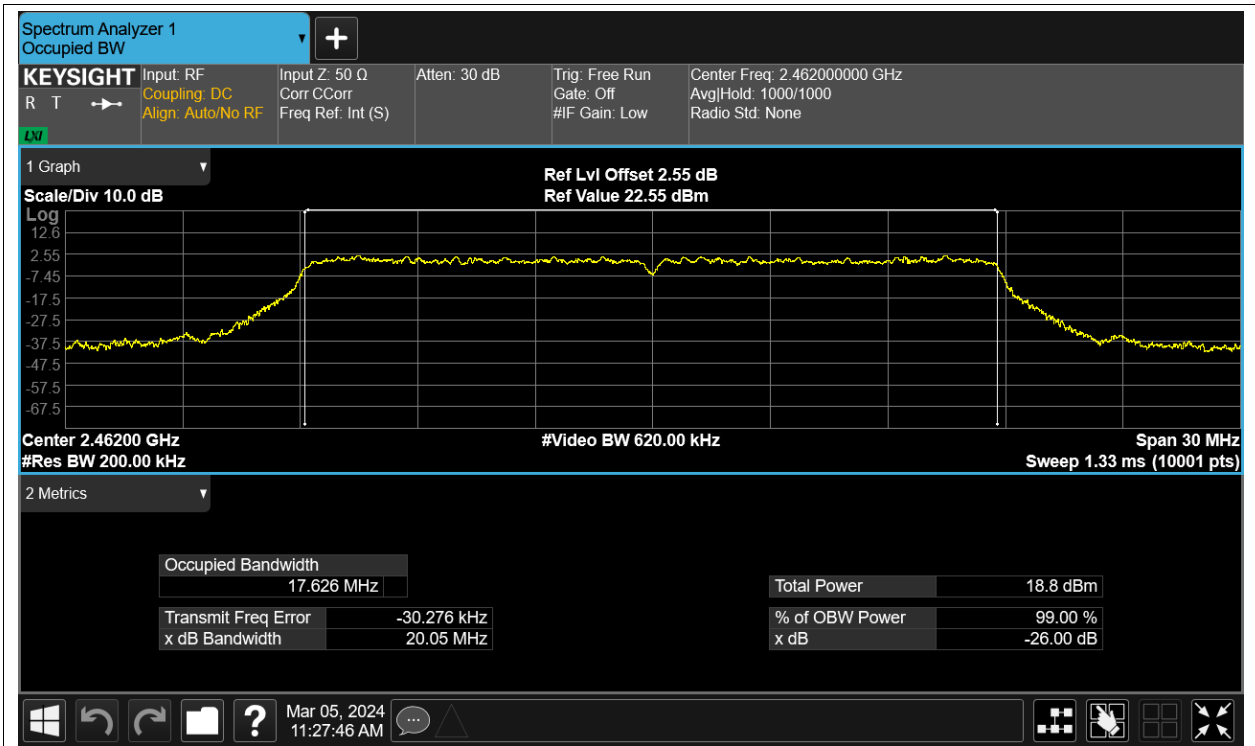 Spectrum Analyzer 1
Occupied BW
+
KEYSIGHT
R T
LXI
Input: RF
Coupling: DC
Align: Auto/No RF
Input Z: 50 Ω
Corr CCorr
Freq Ref: Int (S)
Atten: 30 dB
Trig: Free Run
Gate: Off
#IF Gain: Low
Center Freq: 2.462000000 GHz
Avg|Hold: 1000/1000
Radio Std: None
1 Graph
Scale/Div 10.0 dB
Ref Lvl Offset 2.55 dB
Ref Value 22.55 dBm
Log
12.6
2.55
-7.45
-17.5
-27.5
-37.5
-47.5
-57.5
-67.5
Center 2.46200 GHz
#Video BW 620.00 kHz
Span 30 MHz
#Res BW 200.00 kHz
Sweep 1.33 ms (10001 pts)
2 Metrics
Occupied Bandwidth
17.626 MHz
Total Power 18.8 dBm
Transmit Freq Error -30.276 kHz
% of OBW Power 99.00 %
x dB Bandwidth 20.05 MHz
x dB -26.00 dB
?
Mar 05, 2024
11:27:46 AM